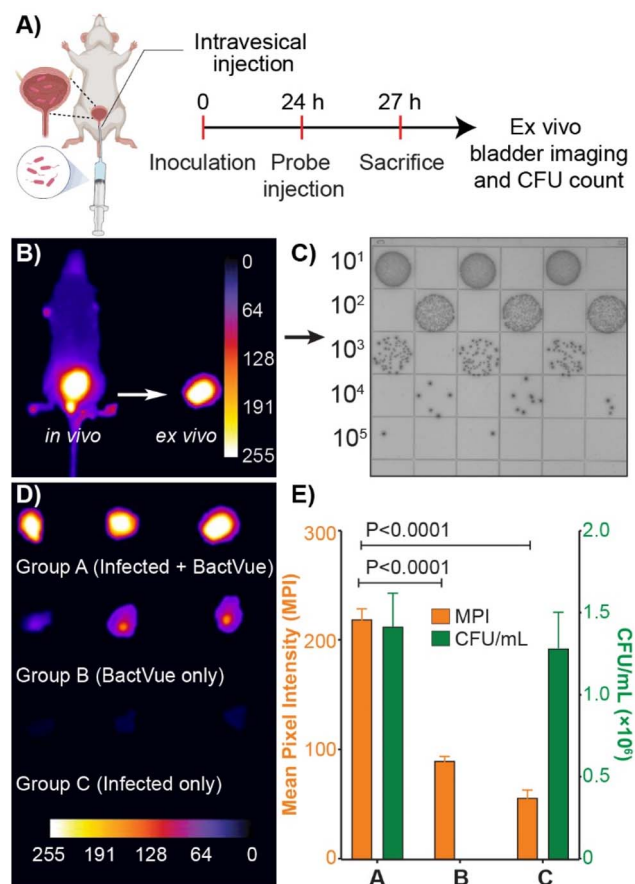 A)
Intravesical
injection
0 24 h 27 h
Inoculation Probe Sacrifice
injection
Ex vivo
bladder imaging
and CFU count
B)
0
64
128
191
255
in vivo
ex vivo
C)
10¹
10²
10³
10⁴
10⁵
D)
Group A (Infected + BactVue)
Group B (BactVue only)
Group C (Infected only)
255 191 128 64 0
E)
300
200
100
0
Mean Pixel Intensity (MPI)
P<0.0001
P<0.0001
MPI
CFU/mL
2.0
1.5
1.0
0.5
0
CFU/mL (×10⁶)
A B C